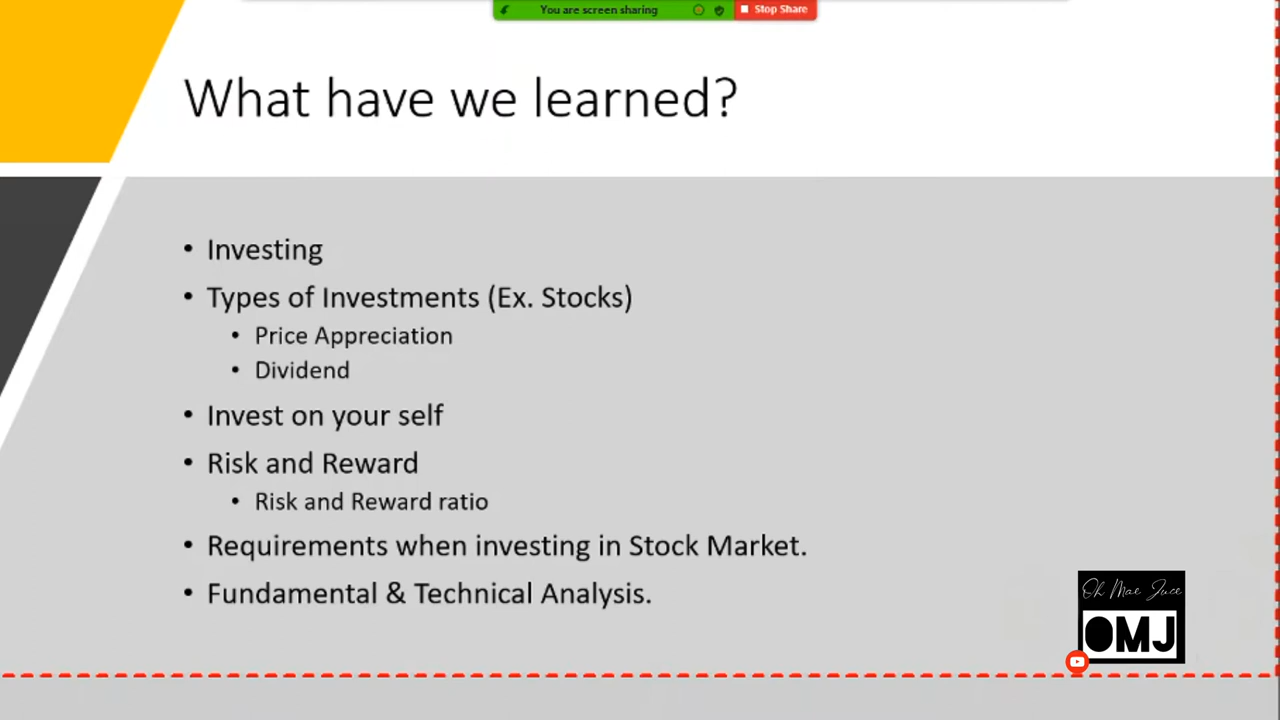 You are screen sharing
Stop Share
What have we learned?
• Investing
• Types of Investments (Ex. Stocks)
• Price Appreciation
• Dividend
• Invest on your self
• Risk and Reward
• Risk and Reward ratio
• Requirements when investing in Stock Market.
• Fundamental & Technical Analysis.
Oh Mae Juce
OMJ